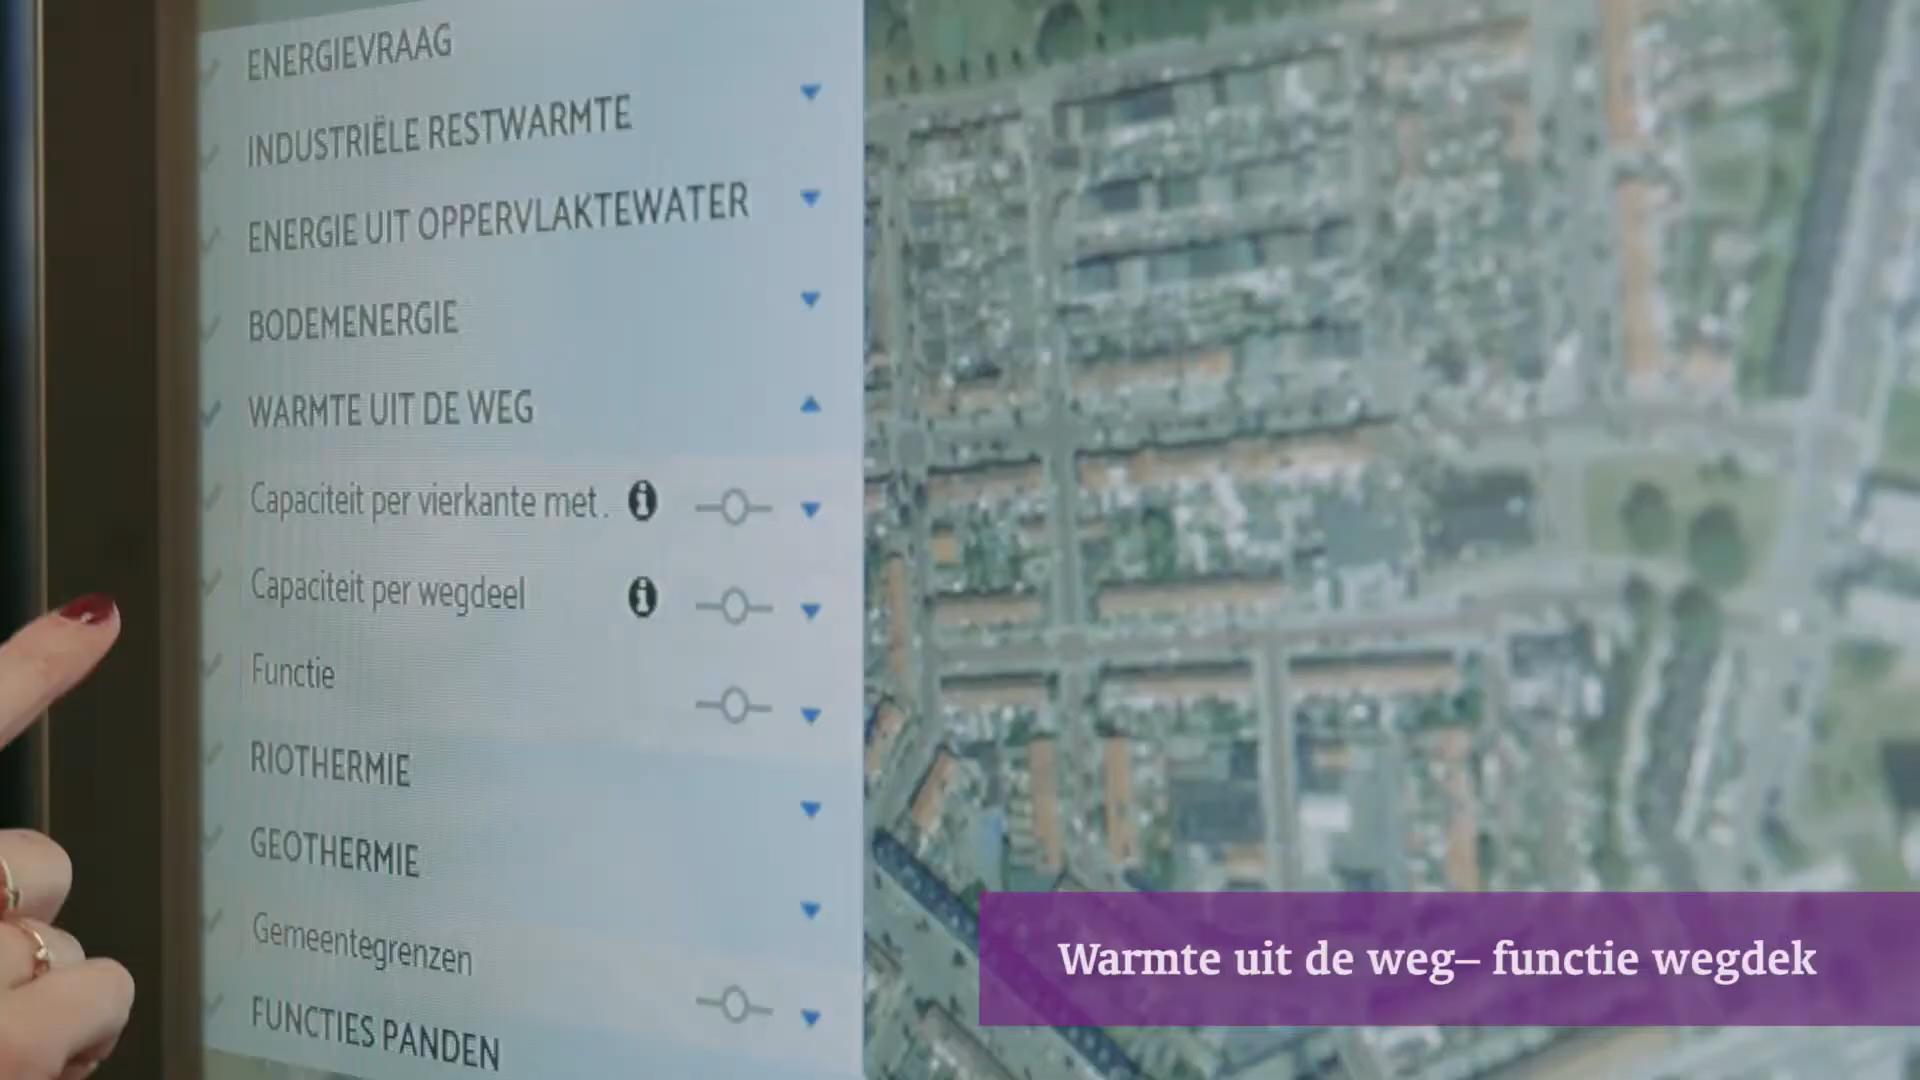 ENERGIEVRAAG
INDUSTRIËLE RESTWARMTE
ENERGIE UIT OPPERVLAKTEWATER
BODEMENERGIE
WARMTE UIT DE WEG
Capaciteit per vierkante met.
Capaciteit per wegdeel
Functie
RIOTHERMIE
GEOTHERMIE
Gemeentegrenzen
FUNCTIES PANDEN
Warmte uit de weg– functie wegdek